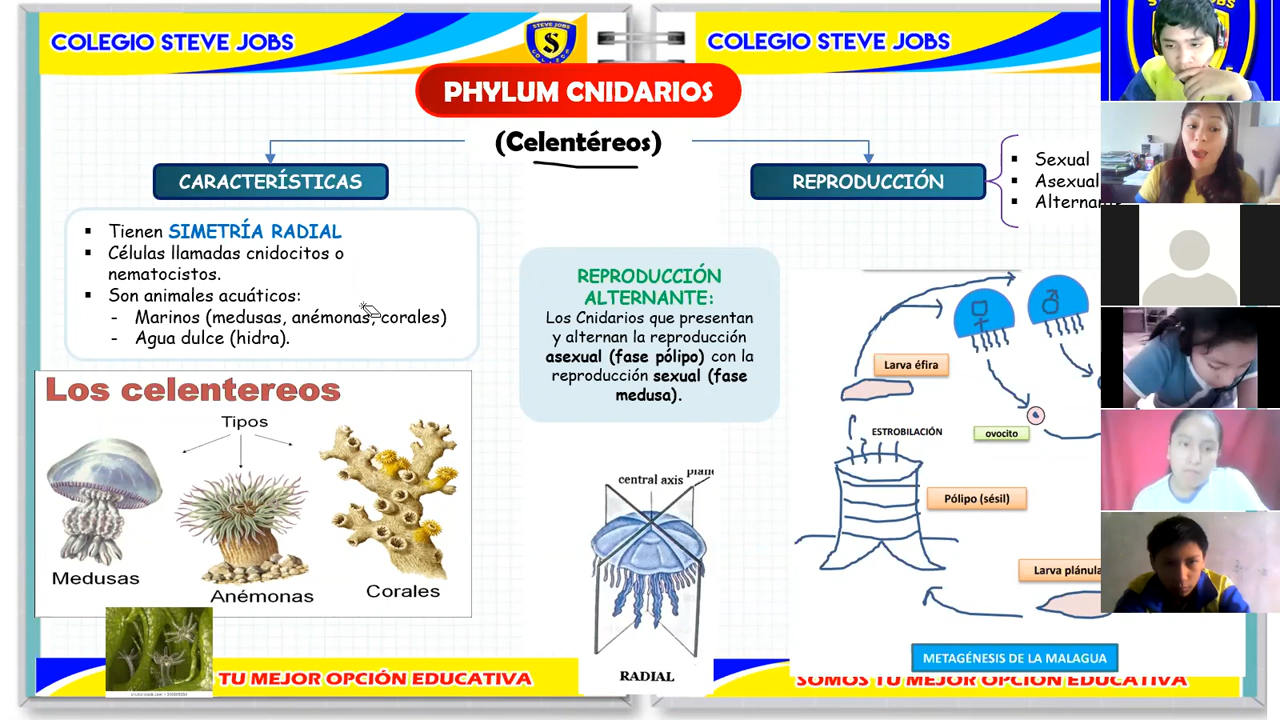 COLEGIO STEVE JOBS
STEVE JOBS
S
COLEGIO STEVE JOBS
PHYLUM CNIDARIOS
(Celentéreos)
CARACTERÍSTICAS
REPRODUCCIÓN
▪ Sexual
▪ Asexual
▪ Alternante
▪ Tienen SIMETRÍA RADIAL
▪ Células llamadas cnidocitos o
nematocistos.
▪ Son animales acuáticos:
- Marinos (medusas, anémonas, corales)
- Agua dulce (hidra).
REPRODUCCIÓN
ALTERNANTE:
Los Cnidarios que presentan
y alternan la reproducción
asexual (fase pólipo) con la
reproducción sexual (fase
medusa).
Los celentereos
Tipos
Medusas
Anémonas
Corales
central axis
plane
RADIAL
Larva éfira
ESTROBILACIÓN
ovocito
Pólipo (sésil)
Larva plánula
METAGÉNESIS DE LA MALAGUA
TU MEJOR OPCIÓN EDUCATIVA
SOMOS TU MEJOR OPCIÓN EDUCATIVA